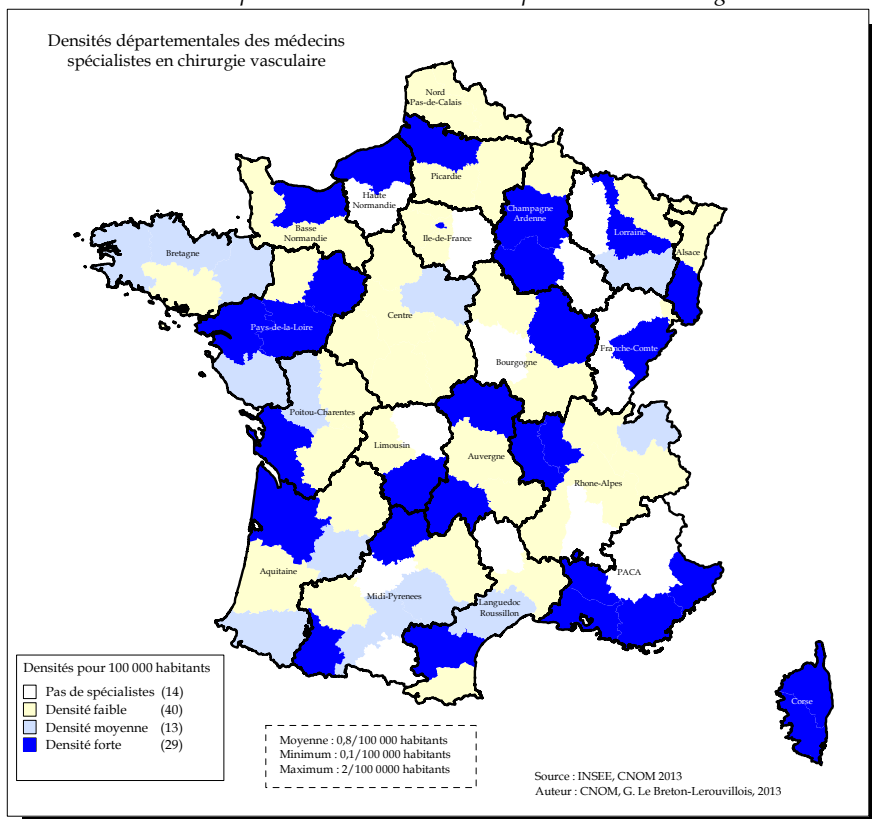 Densités départementales des médecins
spécialistes en chirurgie vasculaire
Nord
Pas-de-Calais
Picardie
Haute
Normandie
Champagne
Ardenne
Lorraine
Basse
Normandie
Ile-de-France
Alsace
Bretagne
Centre
Pays-de-la-Loire
Franche-Comte
Bourgogne
Poitou-Charentes
Limousin
Auvergne
Rhone-Alpes
Aquitaine
PACA
Midi-Pyrenees
Languedoc
Roussillon
Corse
Densités pour 100 000 habitants
Pas de spécialistes (14)
Densité faible (40)
Densité moyenne (13)
Densité forte (29)
Moyenne : 0,8/100 000 habitants
Minimum : 0,1/100 000 habitants
Maximum : 2/100 0000 habitants
Source : INSEE, CNOM 2013
Auteur : CNOM, G. Le Breton-Lerouvillois, 2013